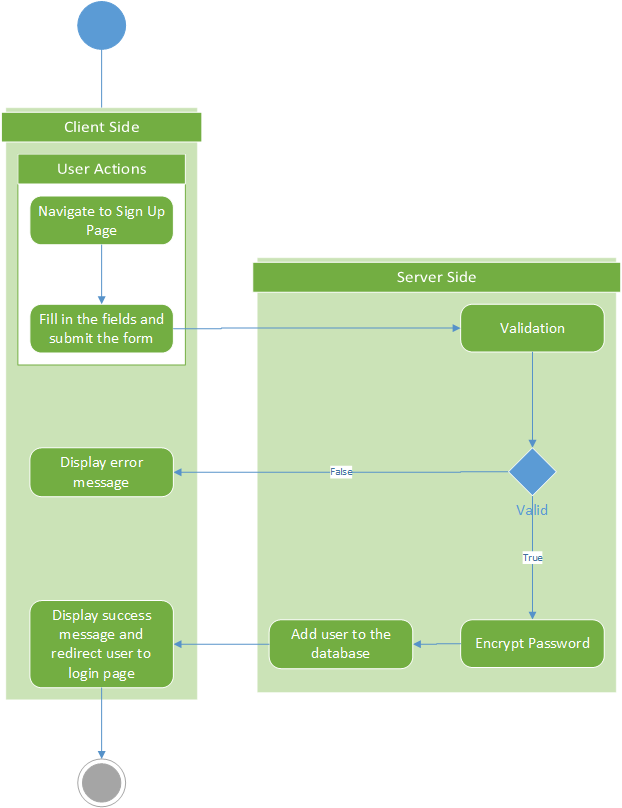 Client Side
User Actions
Navigate to Sign Up
Page
Server Side
Fill in the fields and
submit the form
Validation
Display error
message
False
Valid
True
Display success
message and
redirect user to
login page
Add user to the
database
Encrypt Password